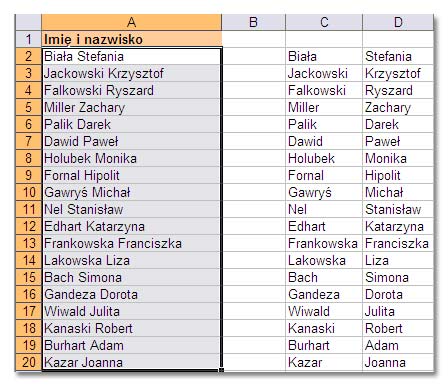 A B C D
1 Imię i nazwisko
2 Biała Stefania Biała Stefania
3 Jackowski Krzysztof Jackowski Krzysztof
4 Falkowski Ryszard Falkowski Ryszard
5 Miller Zachary Miller Zachary
6 Palik Darek Palik Darek
7 Dawid Paweł Dawid Paweł
8 Holubek Monika Holubek Monika
9 Fornal Hipolit Fornal Hipolit
10 Gawryś Michał Gawryś Michał
11 Nel Stanisław Nel Stanisław
12 Edhart Katarzyna Edhart Katarzyna
13 Frankowska Franciszka Frankowska Franciszka
14 Lakowska Liza Lakowska Liza
15 Bach Simona Bach Simona
16 Gandeza Dorota Gandeza Dorota
17 Wiwald Julita Wiwald Julita
18 Kanaski Robert Kanaski Robert
19 Burhart Adam Burhart Adam
20 Kazar Joanna Kazar Joanna